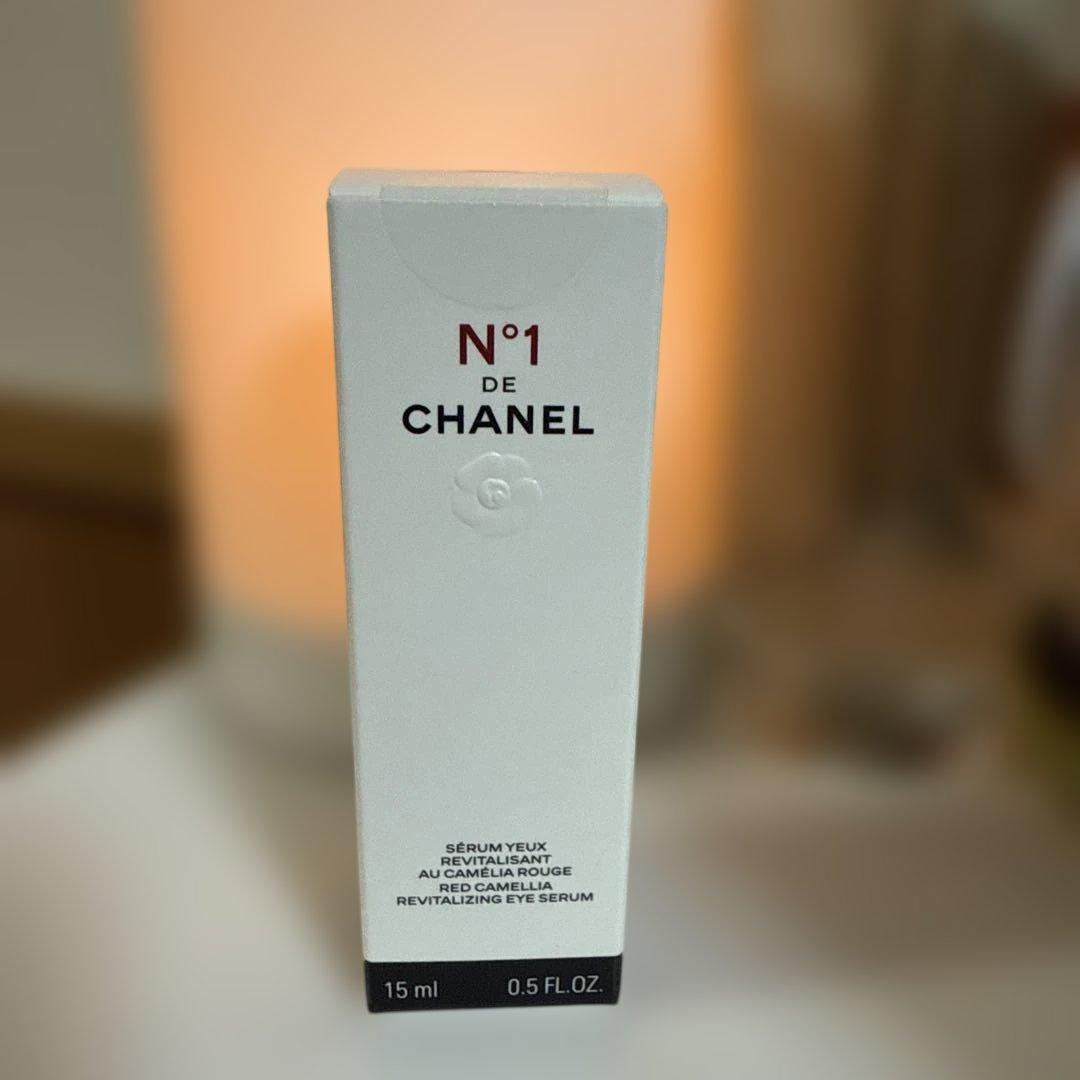 N°1
DE
CHANEL
SÉRUM YEUX
REVITALISANT
AU CAMÉLIA ROUGE
RED CAMELLIA
REVITALIZING EYE SERUM
15 ml 0.5 FL.OZ.